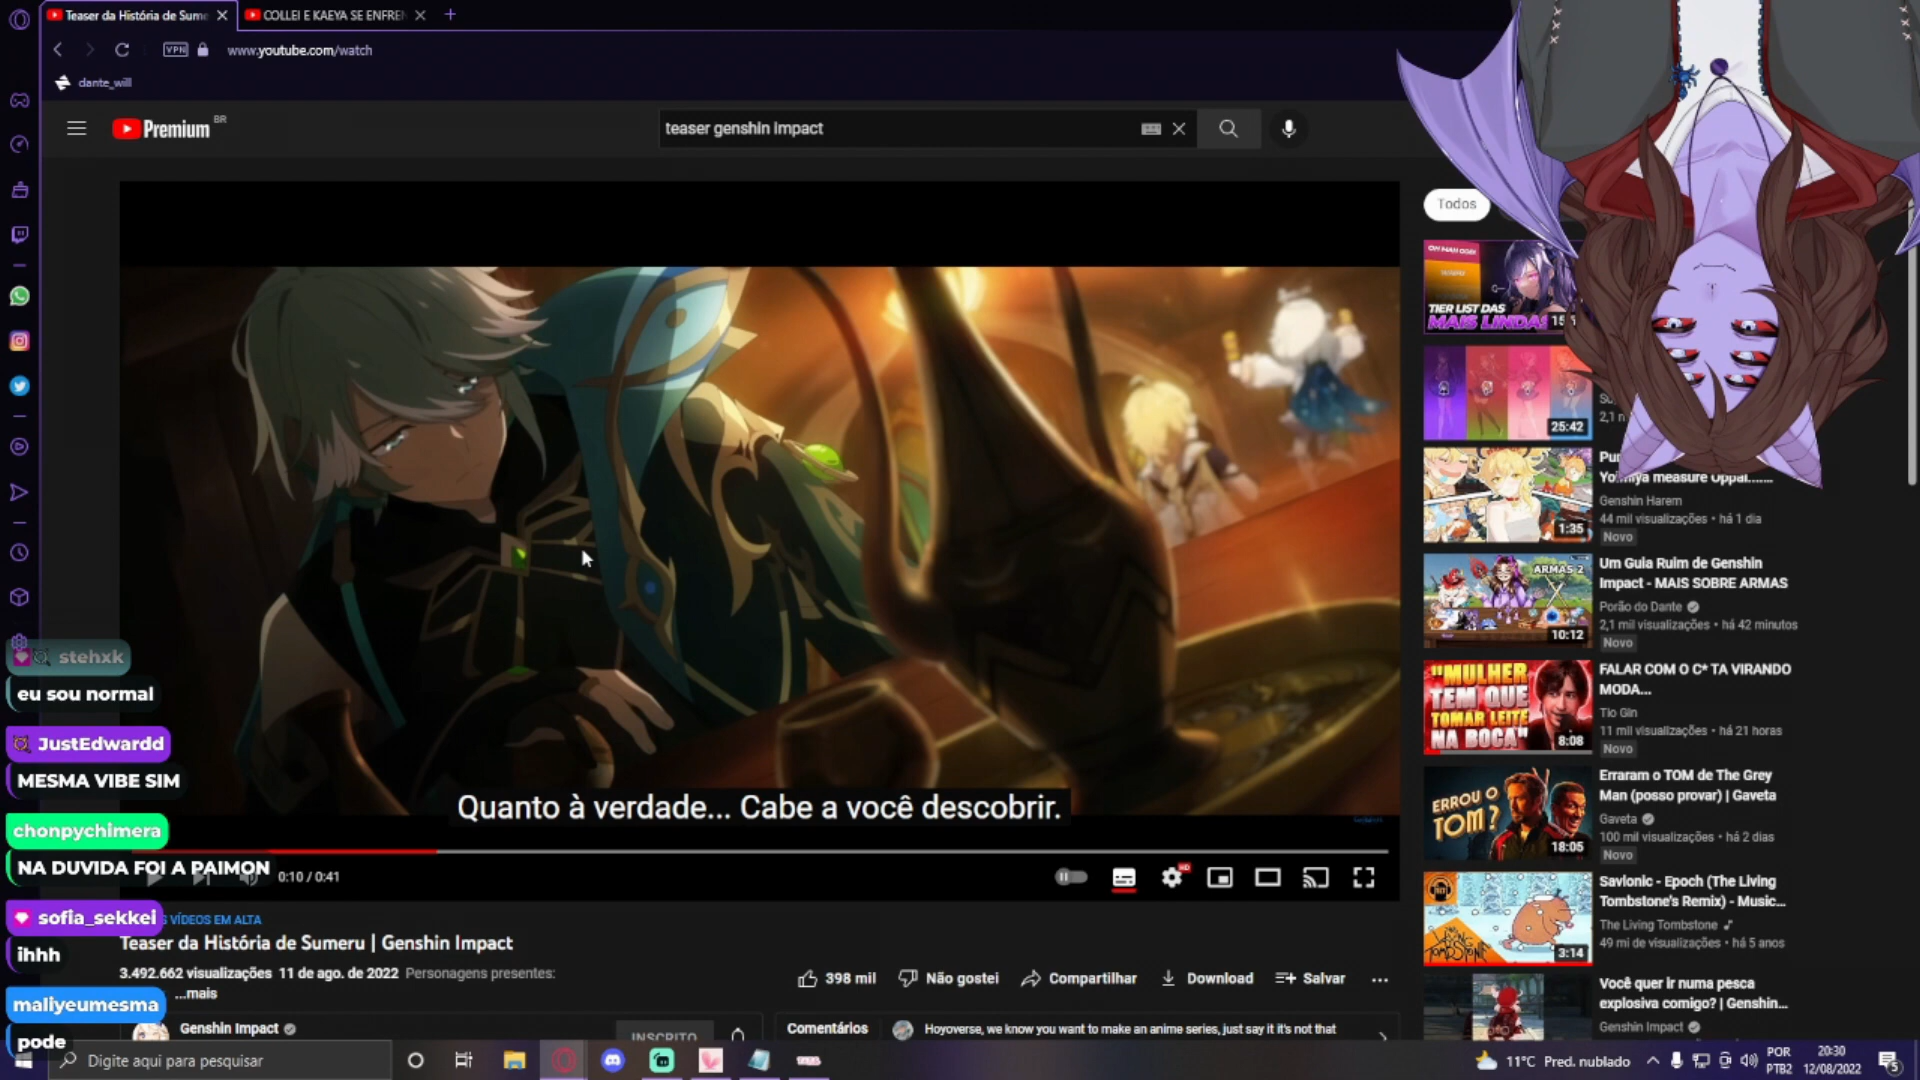 Teaser da História de Sume
COLLEI E KAEYA SE ENFREN
VPN
www.youtube.com/watch
dante_will
Premium
BR
teaser genshin impact
Todos
TIER LIST DAS
MAIS LINDAS
25:42
Yoimiya measure Oppai......
Genshin Harem
44 mil visualizações • há 1 dia
Novo
1:35
ARMAS 2
10:12
Um Guia Ruim de Genshin
Impact - MAIS SOBRE ARMAS
Porão do Dante
2,1 mil visualizações • há 42 minutos
Novo
"MULHER
TEM QUE
TOMAR LEITE
NA BOCA"
8:08
FALAR COM O C* TA VIRANDO
MODA...
Tio Gin
11 mil visualizações • há 21 horas
Novo
ERROU O
TOM?
18:05
Erraram o TOM de The Grey
Man (posso provar) | Gaveta
Gaveta
100 mil visualizações • há 2 dias
Novo
3:14
Savlonic - Epoch (The Living
Tombstone's Remix) - Music...
The Living Tombstone
49 mi de visualizações • há 5 anos
Você quer ir numa pesca
explosiva comigo? | Genshin...
Genshin Impact
stehxk
eu sou normal
JustEdwardd
MESMA VIBE SIM
chonpychimera
NA DUVIDA FOI A PAIMON
sofia_sekkei
ihhh
maliyeumesma
pode
Quanto à verdade... Cabe a você descobrir.
0:10 / 0:41
HD
VÍDEOS EM ALTA
Teaser da História de Sumeru | Genshin Impact
3.492.662 visualizações 11 de ago. de 2022 Personagens presentes:
...mais
398 mil
Não gostei
Compartilhar
Download
Salvar
Genshin Impact
INSCRITO
Comentários
Hoyoverse, we know you want to make an anime series, just say it it's not that
Digite aqui para pesquisar
11°C Pred. nublado
POR
PTB2
20:30
12/08/2022
5